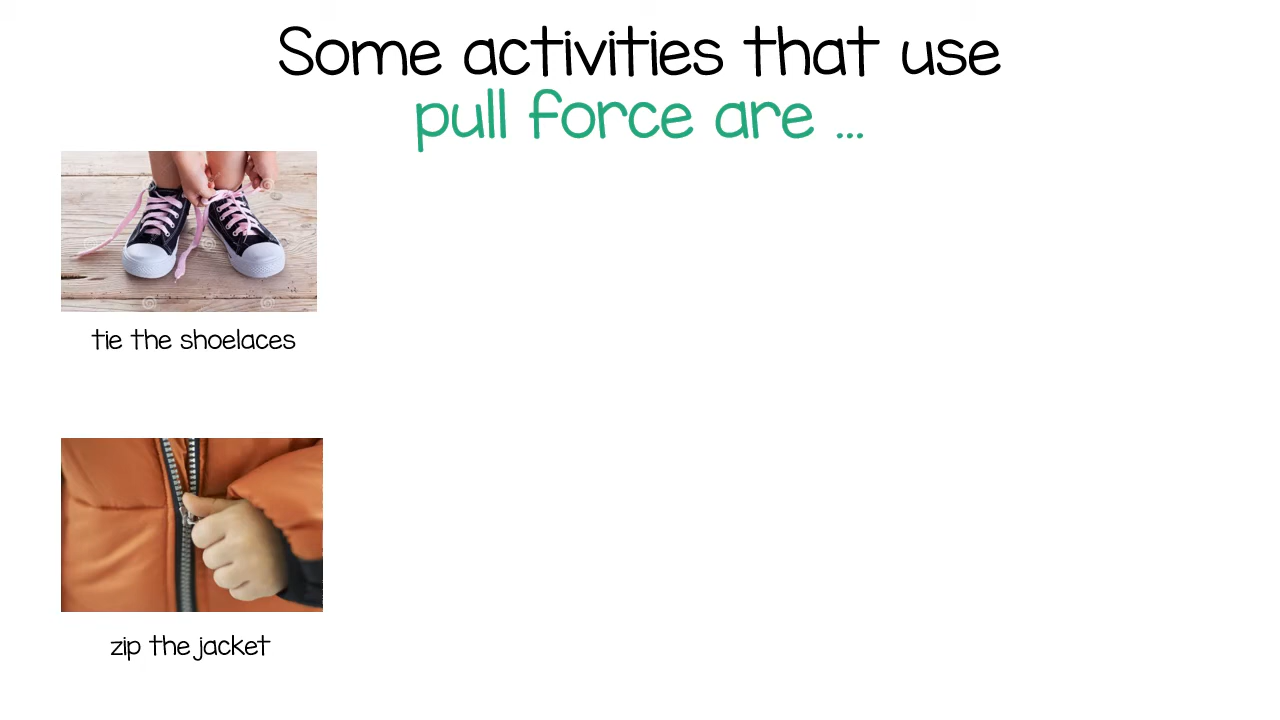 Some activities that use
pull force are ...
tie the shoelaces
zip the jacket